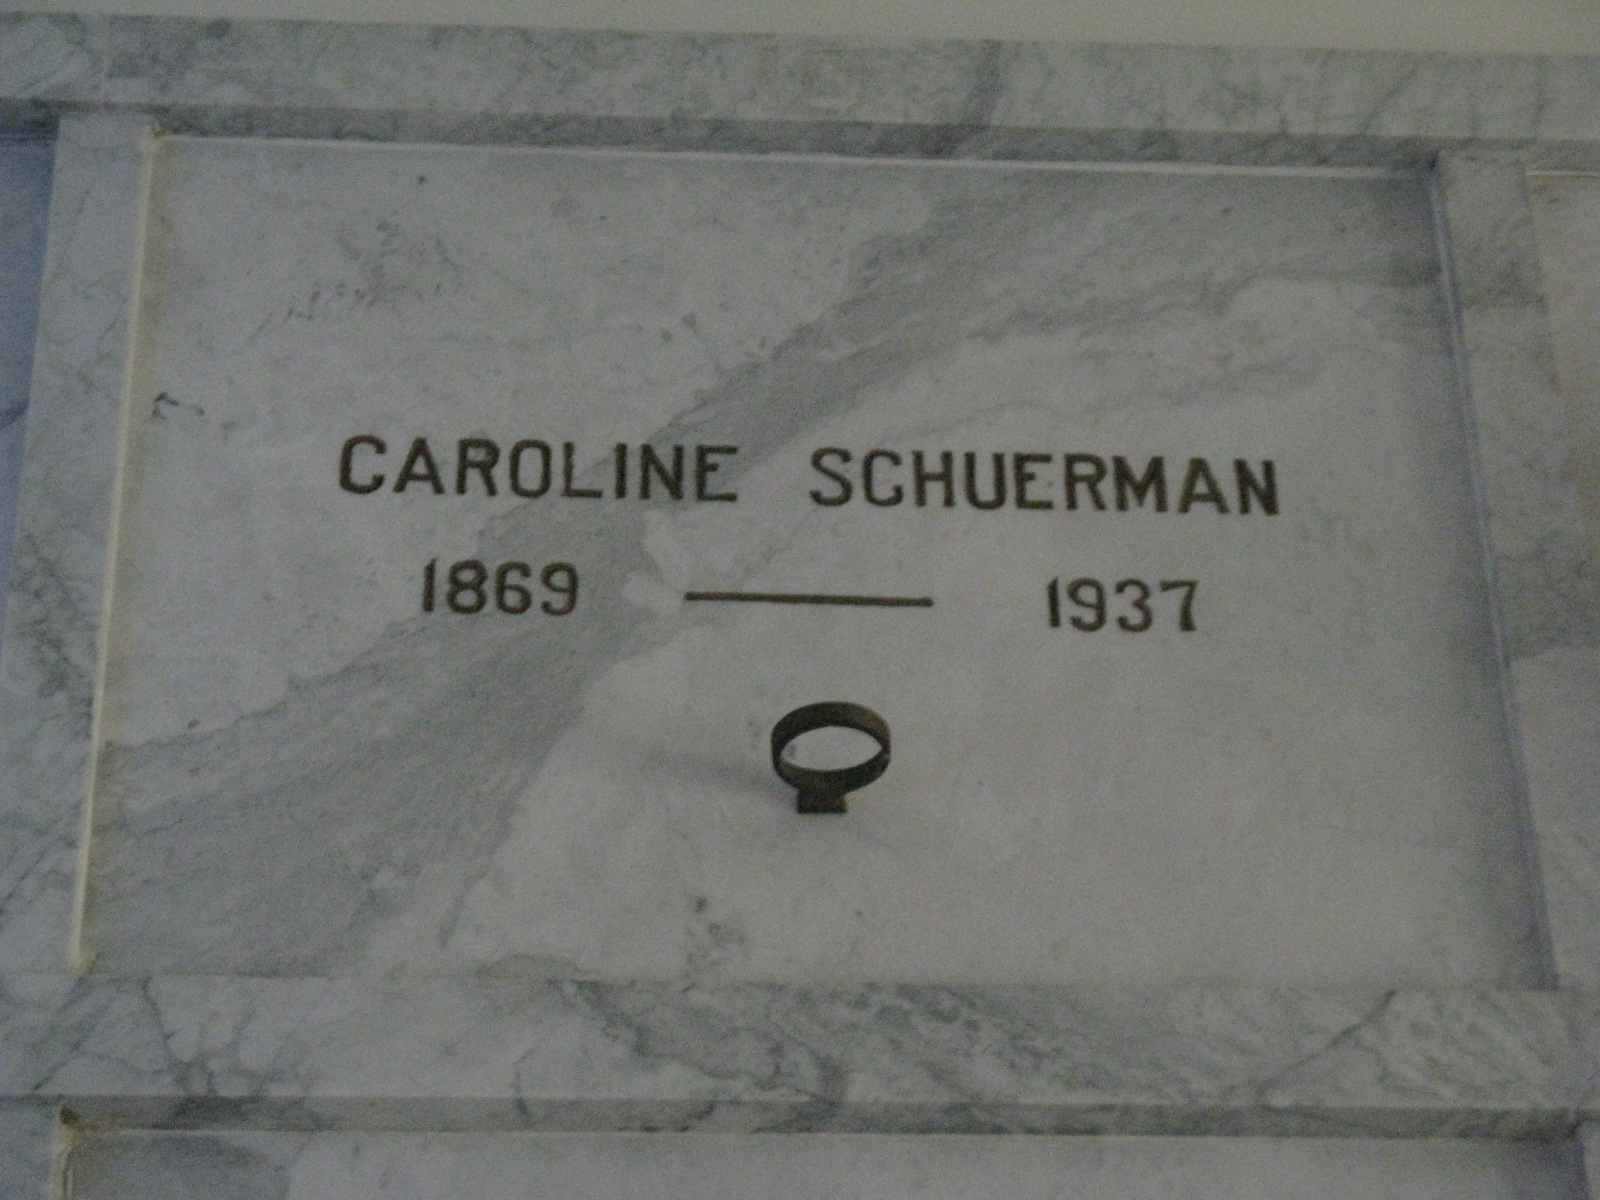 CAROLINE SCHUERMAN
1869 — 1937